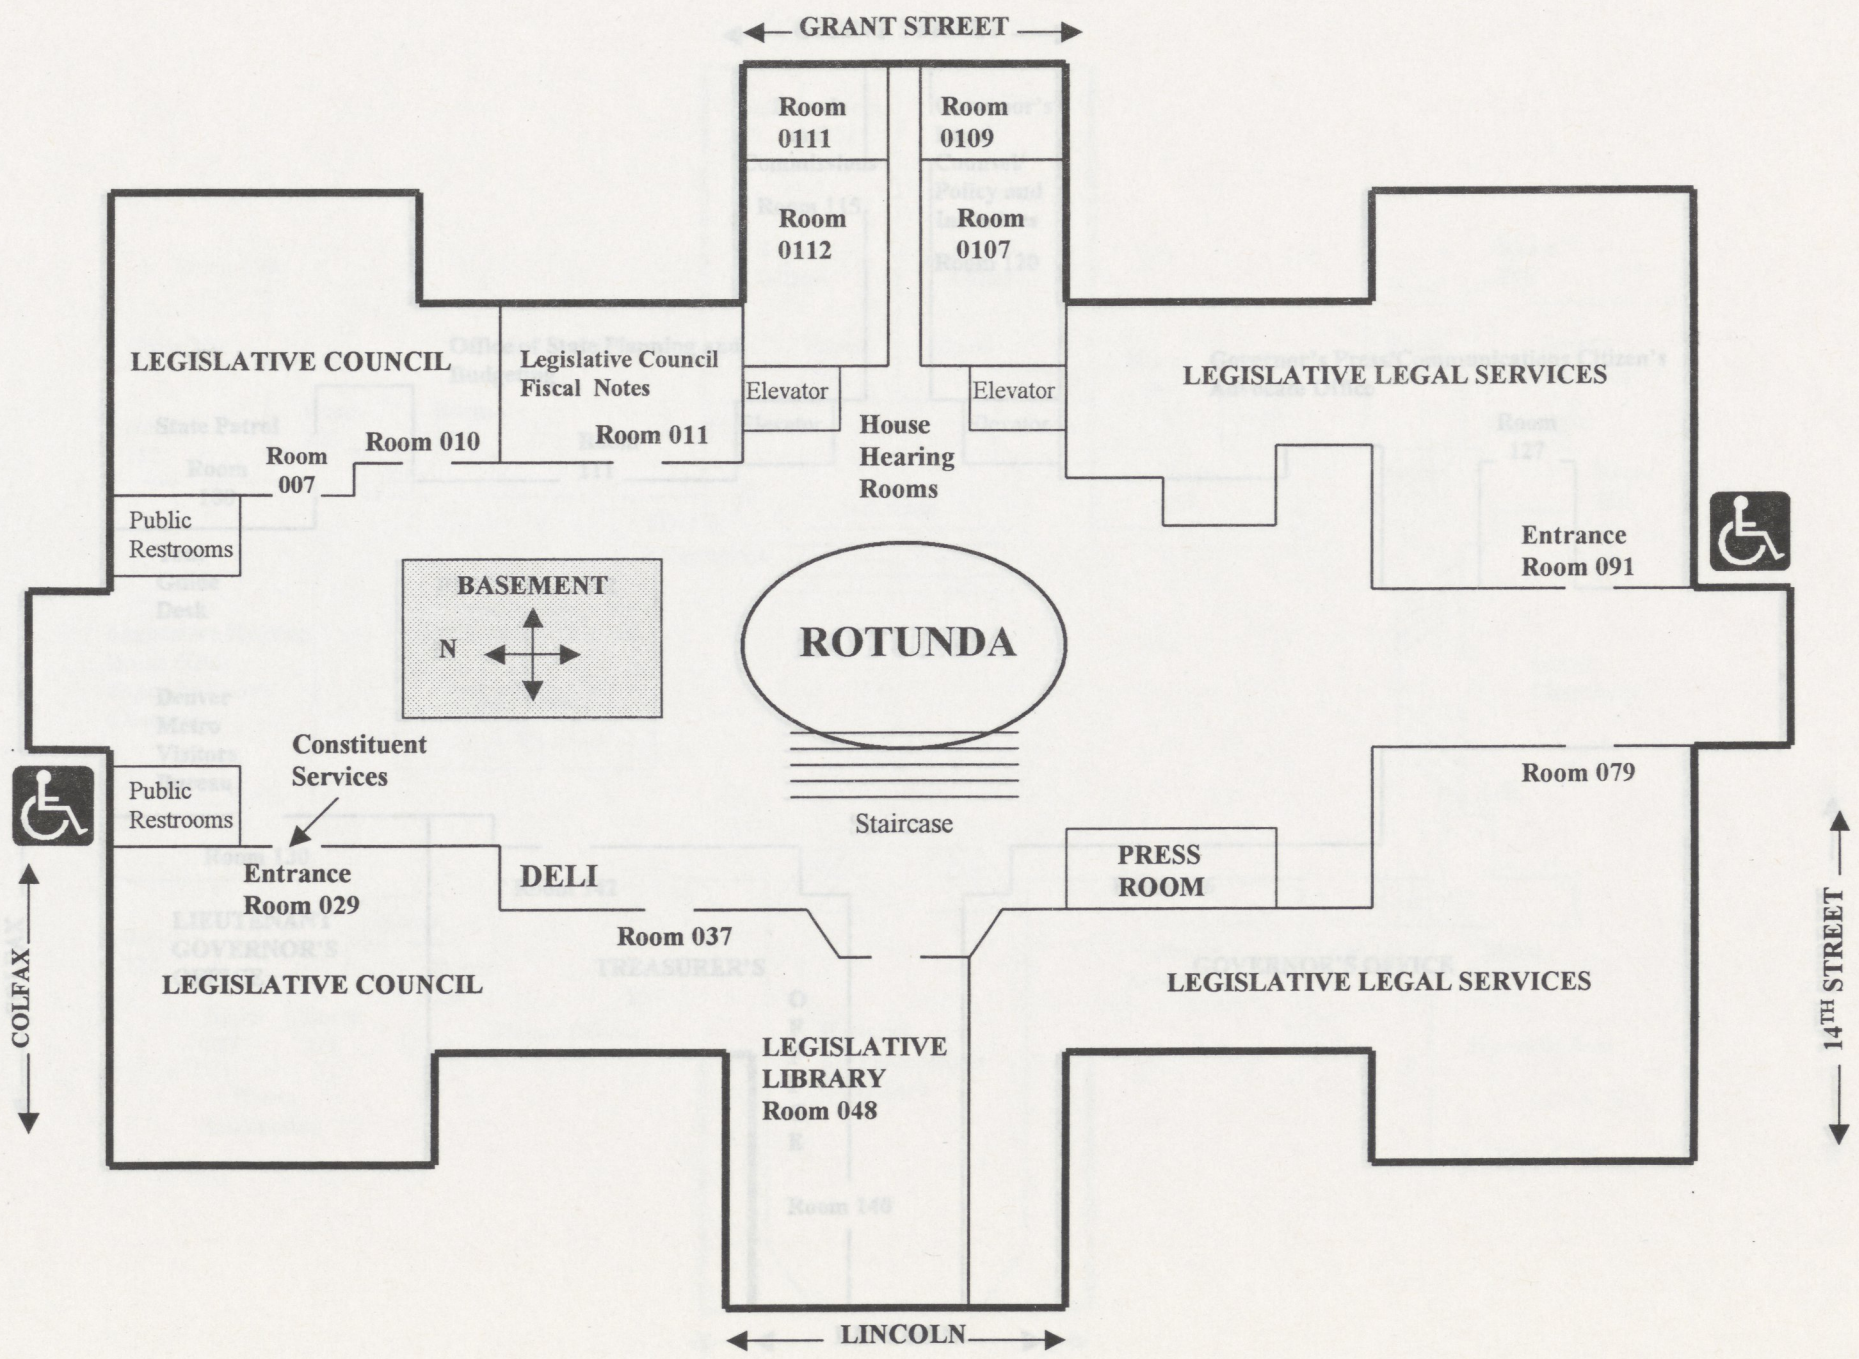 GRANT STREET
Room
0111
Room
0109
Room
0112
Room
0107
LEGISLATIVE COUNCIL
Legislative Council
Fiscal Notes
Elevator
Elevator
LEGISLATIVE LEGAL SERVICES
House
Hearing
Rooms
Room 010
Room 011
Room
007
Public
Restrooms
Entrance
Room 091
BASEMENT
N
ROTUNDA
Constituent
Services
Public
Restrooms
Room 079
Staircase
Entrance
Room 029
DELI
PRESS
ROOM
Room 037
LEGISLATIVE COUNCIL
LEGISLATIVE LEGAL SERVICES
COLFAX
14TH STREET
LEGISLATIVE
LIBRARY
Room 048
LINCOLN